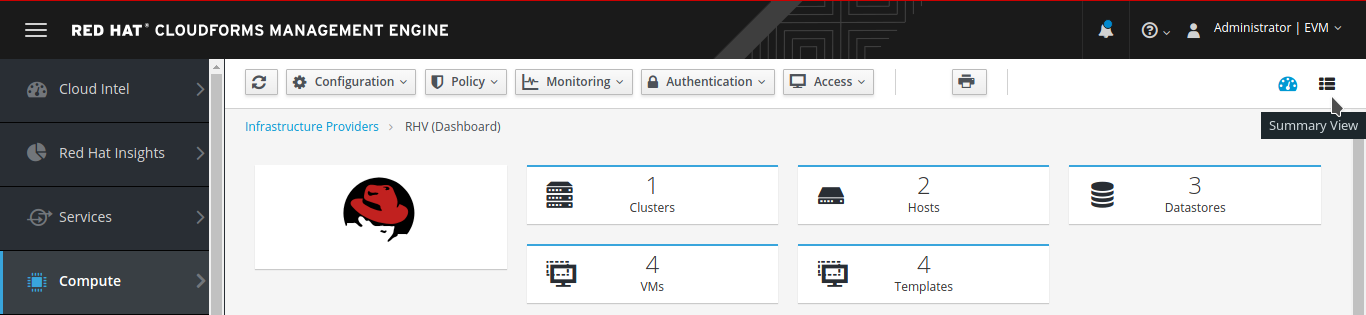 RED HAT® CLOUDFORMS MANAGEMENT ENGINE
Administrator | EVM
Cloud Intel
Red Hat Insights
Services
Compute
Configuration
Policy
Monitoring
Authentication
Access
Summary View
Infrastructure Providers > RHV (Dashboard)
1
Clusters
2
Hosts
3
Datastores
4
VMs
4
Templates